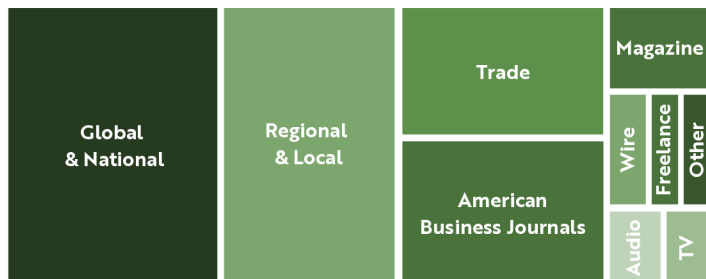 Global
& National
Regional
& Local
Trade
American
Business Journals
Magazine
Wire
Freelance
Other
Audio
TV